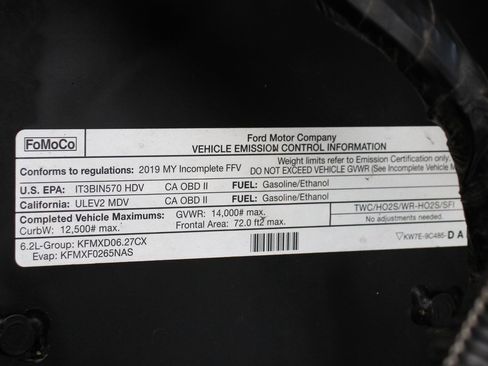 FoMoCo
Ford Motor Company
VEHICLE EMISSION CONTROL INFORMATION
Conforms to regulations: 2019 MY Incomplete FFV
Weight limits refer to Emission Certification only.
DO NOT EXCEED VEHICLE GVWR (See Incomplete Vehicle
U.S. EPA: IT3BIN570 HDV CA OBD II FUEL: Gasoline/Ethanol
California: ULEV2 MDV CA OBD II FUEL: Gasoline/Ethanol
Completed Vehicle Maximums: GVWR: 14,000# max.
CurbW: 12,500# max. Frontal Area: 72.0 ft2 max.
TWC/HO2S/WR-HO2S/SFI
No adjustments needed.
6.2L-Group: KFMXD06.27CX
Evap: KFMXF0265NAS
▽KW7E-9C485-D A